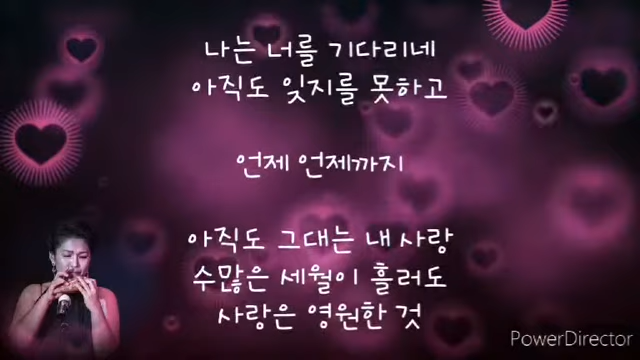 나는 너를 기다리네
아직도 잊지를 못하고
언제 언제까지
아직도 그대는 내 사랑
수많은 세월이 흘러도
사랑은 영원한 것
PowerDirector